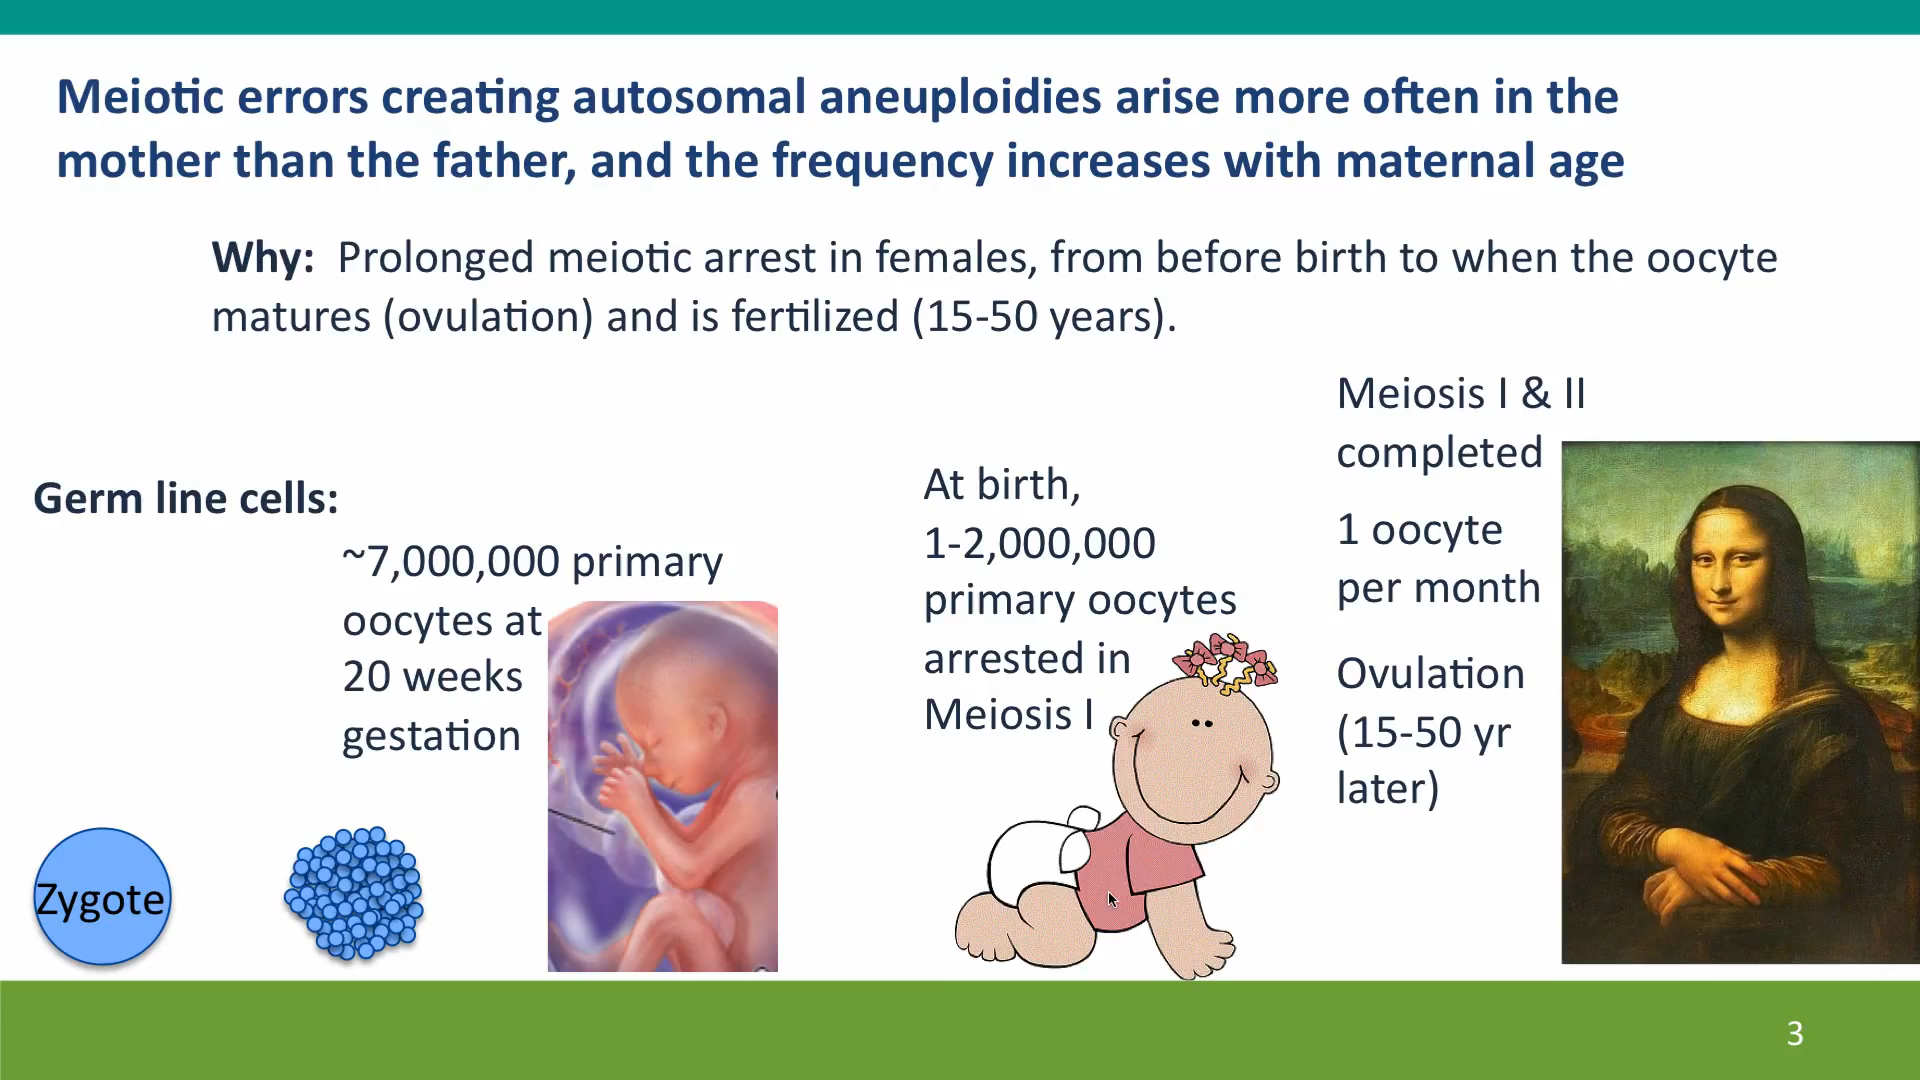 Meiotic errors creating autosomal aneuploidies arise more often in the
mother than the father, and the frequency increases with maternal age
Why: Prolonged meiotic arrest in females, from before birth to when the oocyte
matures (ovulation) and is fertilized (15-50 years).
Germ line cells:
~7,000,000 primary
oocytes at
20 weeks
gestation
At birth,
1-2,000,000
primary oocytes
arrested in
Meiosis I
Meiosis I & II
completed
1 oocyte
per month
Ovulation
(15-50 yr
later)
Zygote
3